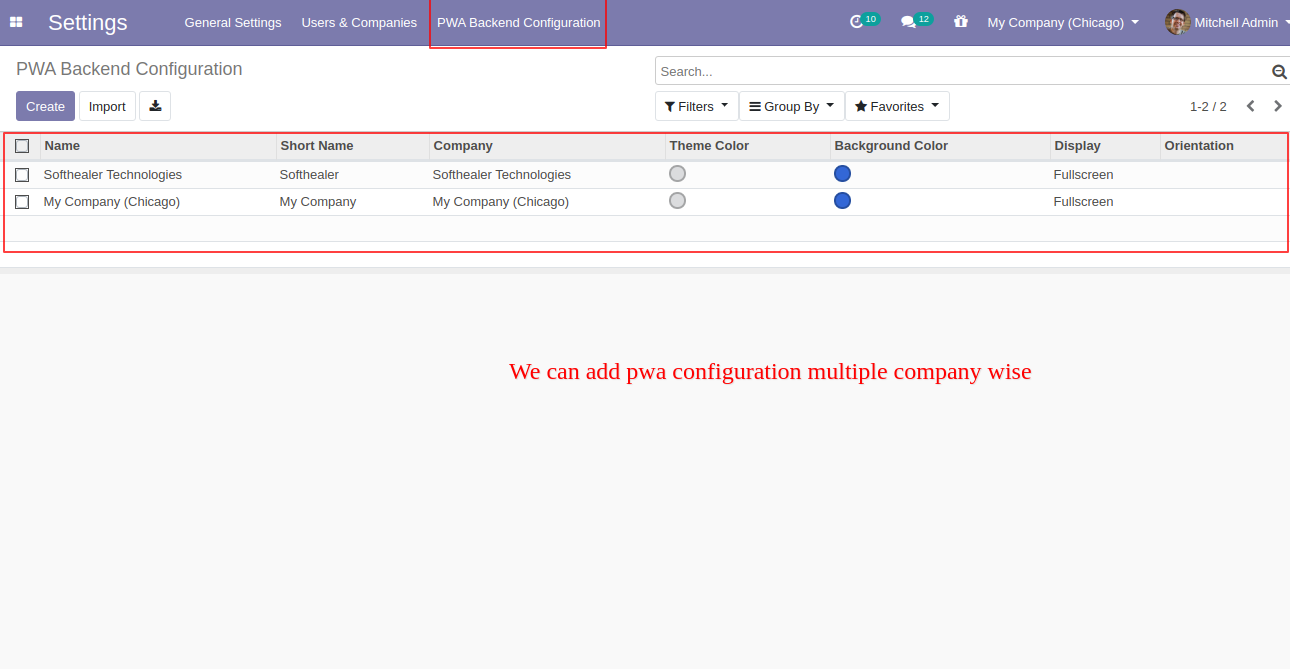 Settings General Settings Users & Companies PWA Backend Configuration 10 12 My Company (Chicago) Mitchell Admin
PWA Backend Configuration Search...
Create Import Filters Group By Favorites 1-2 / 2
Name Short Name Company Theme Color Background Color Display Orientation
Softhealer Technologies Softhealer Softhealer Technologies Fullscreen
My Company (Chicago) My Company My Company (Chicago) Fullscreen
We can add pwa configuration multiple company wise